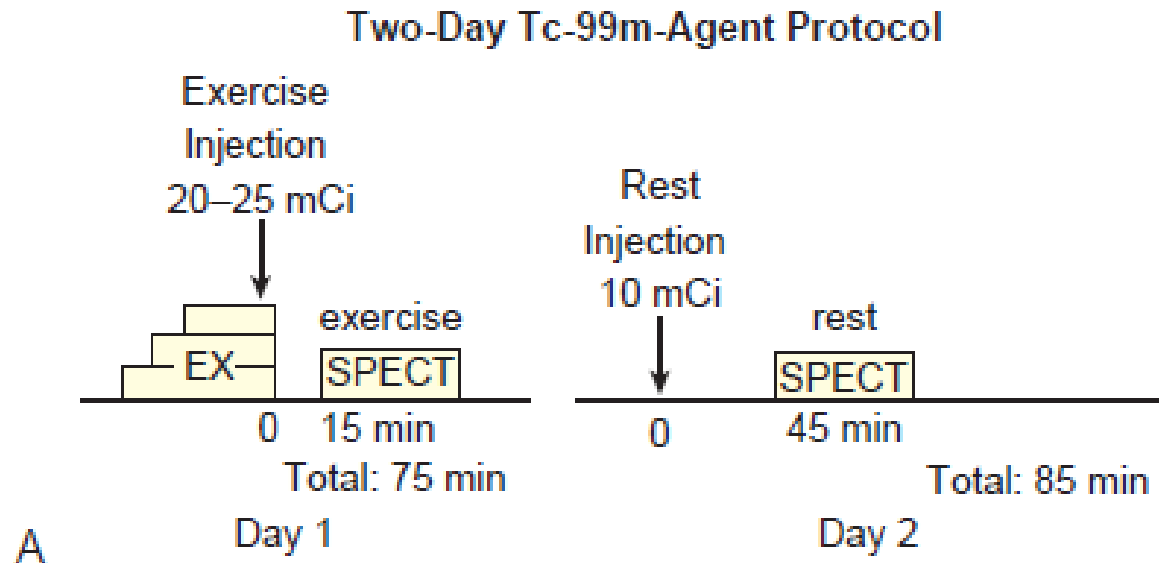 Two-Day Tc-99m-Agent Protocol
Exercise
Injection
20–25 mCi
EX
exercise
SPECT
0
15 min
Total: 75 min
Day 1
Rest
Injection
10 mCi
rest
SPECT
0
45 min
Total: 85 min
Day 2
A